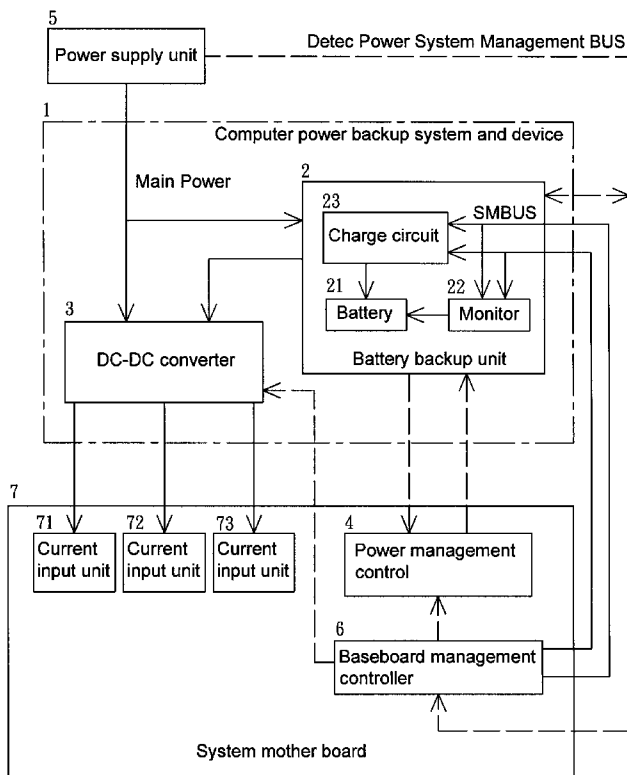 5
Power supply unit
Detec Power System Management BUS
1
Computer power backup system and device
Main Power
2
23
Charge circuit
SMBUS
21
Battery
22
Monitor
Battery backup unit
3
DC-DC converter
7
71
Current
input unit
72
Current
input unit
73
Current
input unit
4
Power management
control
6
Baseboard management
controller
System mother board